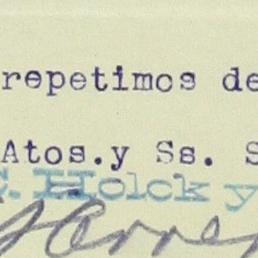 repetimos de
Atos.y Ss. S
C. Holck y